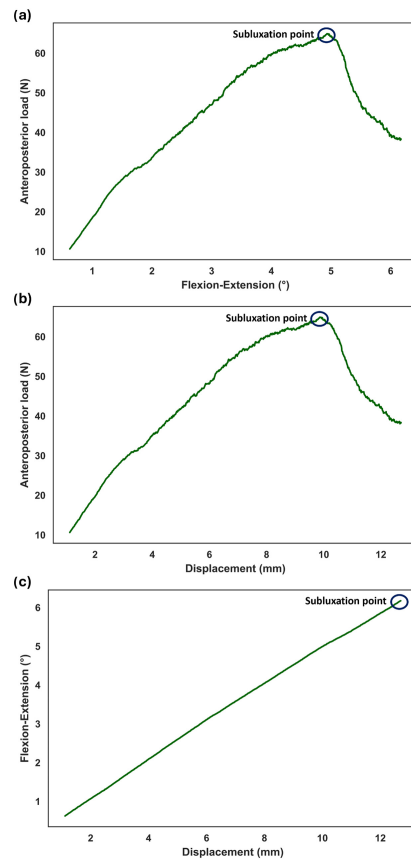 (a)
Subluxation point
Anteroposterior load (N)
60
50
40
30
20
10
1 2 3 4 5 6
Flexion-Extension (°)
(b)
Subluxation point
Anteroposterior load (N)
60
50
40
30
20
10
2 4 6 8 10 12
Displacement (mm)
(c)
Subluxation point
Flexion-Extension (°)
6
5
4
3
2
1
2 4 6 8 10 12
Displacement (mm)